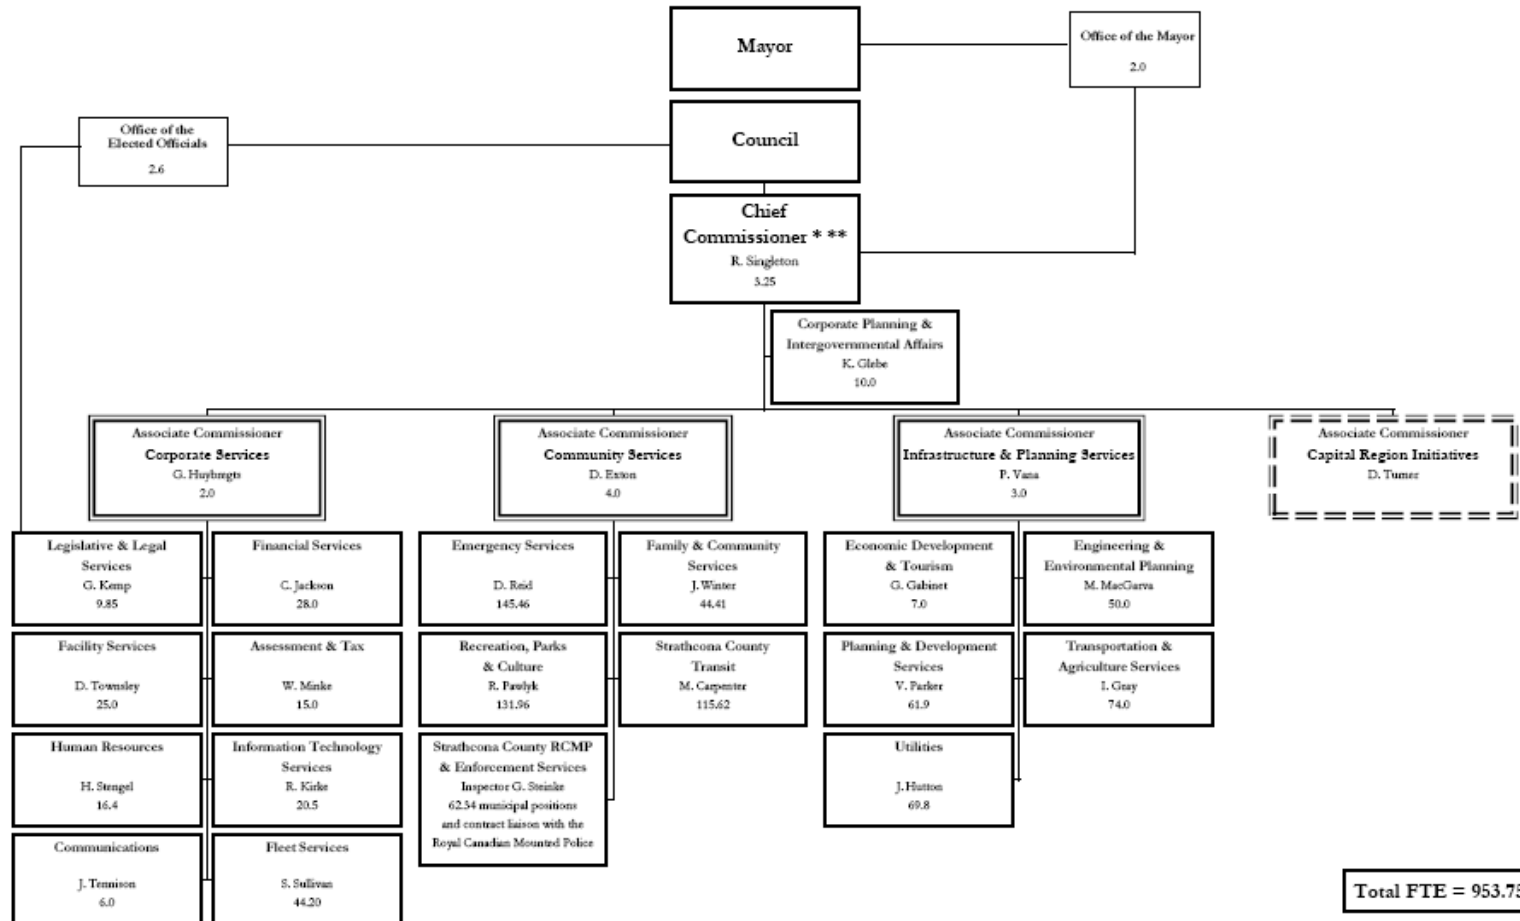 Mayor
Office of the Mayor
2.0
Office of the
Elected Officials
2.6
Council
Chief
Commissioner * **
R. Singleton
3.25
Corporate Planning &
Intergovernmental Affairs
K. Glebe
10.0
Associate Commissioner
Corporate Services
G. Huybregts
2.0
Associate Commissioner
Community Services
D. Exton
4.0
Associate Commissioner
Infrastructure & Planning Services
P. Vana
3.0
Associate Commissioner
Capital Region Initiatives
D. Turner
Legislative & Legal
Services
G. Kemp
9.85
Financial Services
C. Jackson
28.0
Emergency Services
D. Reid
145.46
Family & Community
Services
J. Winter
44.41
Economic Development
& Tourism
G. Gabinet
7.0
Engineering &
Environmental Planning
M. MacGarva
50.0
Facility Services
D. Townsley
25.0
Assessment & Tax
W. Minke
15.0
Recreation, Parks
& Culture
R. Pawlyk
131.96
Strathcona County
Transit
M. Carpenter
115.62
Planning & Development
Services
V. Parker
61.9
Transportation &
Agriculture Services
I. Gray
74.0
Human Resources
H. Stengel
16.4
Information Technology
Services
R. Kirke
20.5
Strathcona County RCMP
& Enforcement Services
Inspector G. Steinke
62.34 municipal positions
and contract liaison with the
Royal Canadian Mounted Police
Utilities
J. Hutton
69.8
Communications
J. Tennison
6.0
Fleet Services
S. Sullivan
44.20
Total FTE = 953.75